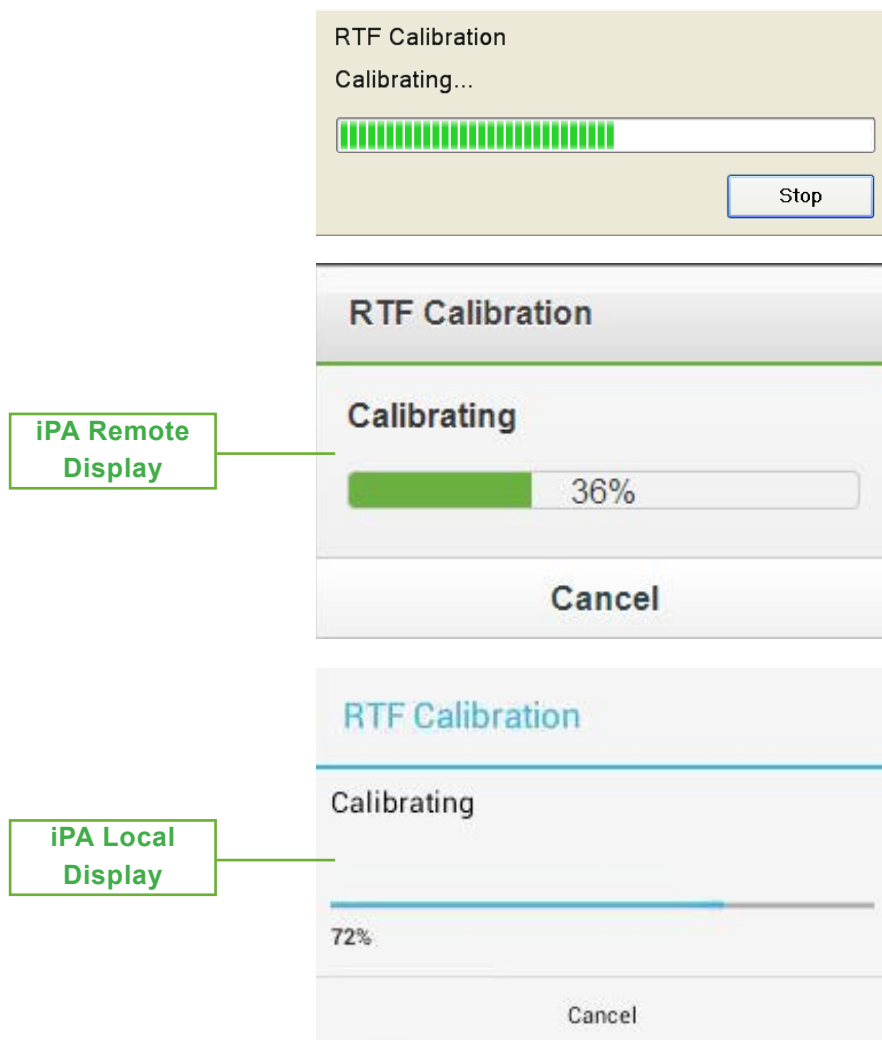 RTF Calibration
Calibrating...
Stop
RTF Calibration
Calibrating
36%
Cancel
iPA Remote
Display
RTF Calibration
Calibrating
72%
Cancel
iPA Local
Display